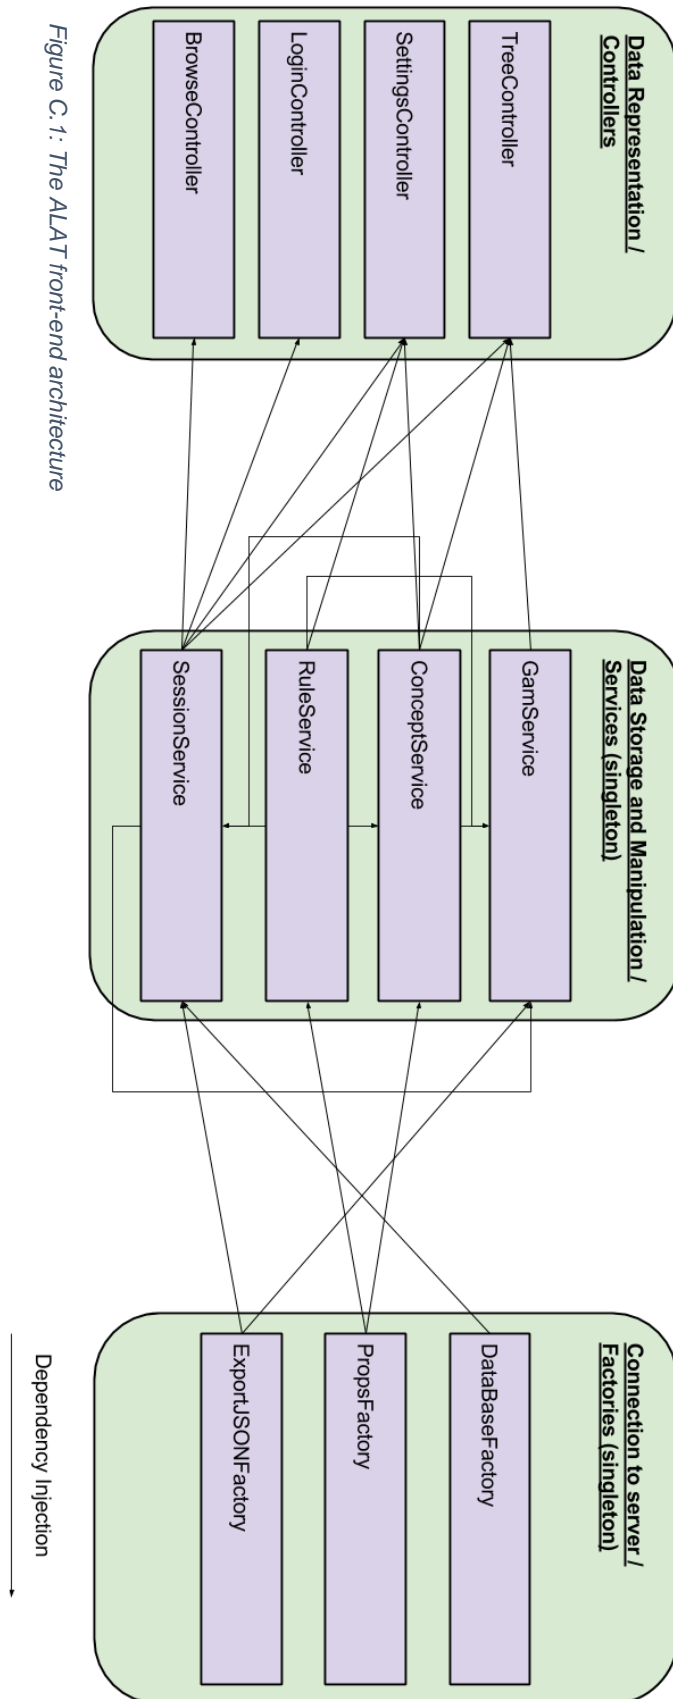 Data Representation /
Controllers
TreeController
SettingsController
LoginController
BrowseController
Data Storage and Manipulation /
Services (singleton)
GamService
ConceptService
RuleService
SessionService
Connection to server /
Factories (singleton)
DataBaseFactory
PropsFactory
ExportJSONFactory
Dependency Injection
Figure C.1: The ALAT front-end architecture